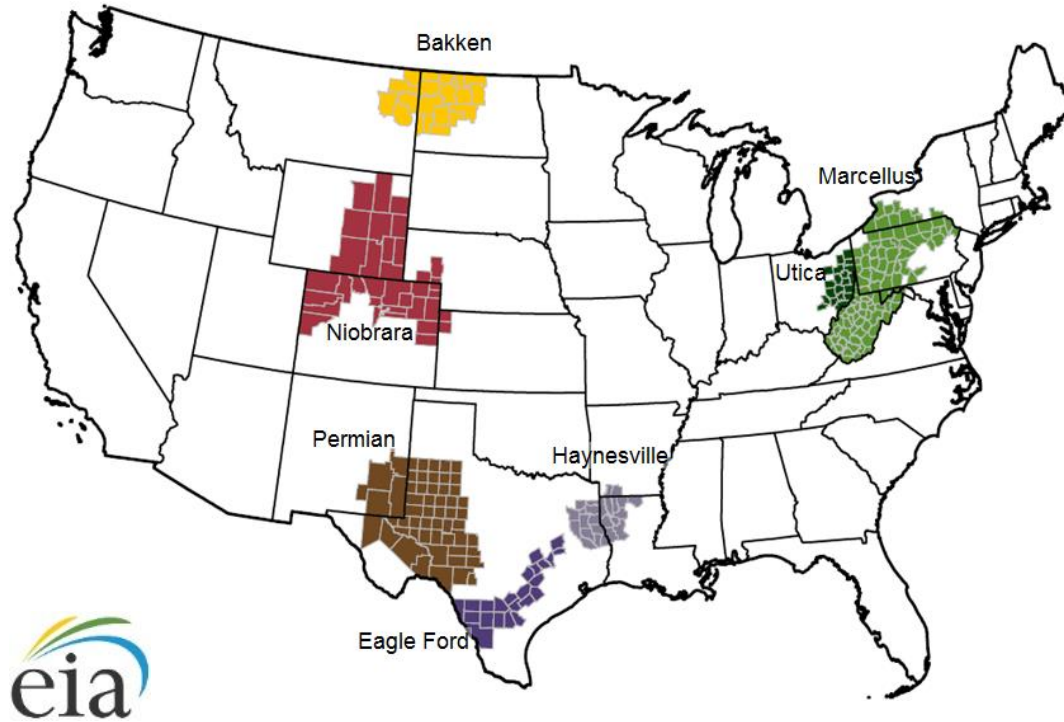 Bakken
Marcellus
Utica
Niobrara
Permian
Haynesville
Eagle Ford
eia